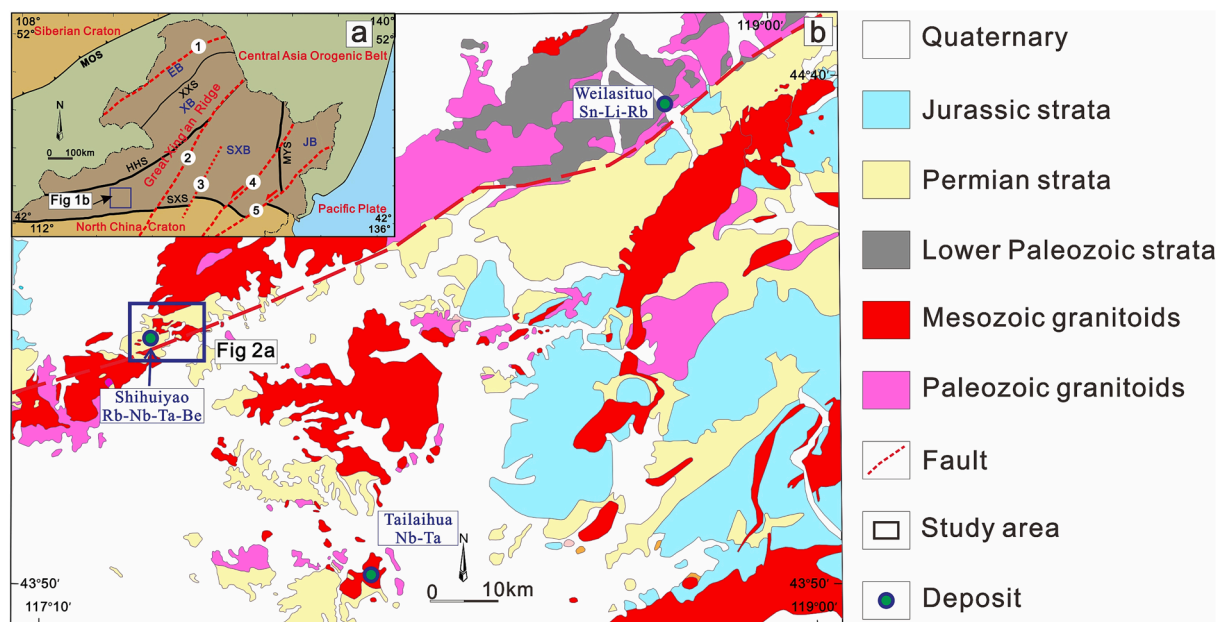 108°
52°
Siberian Craton
MOS
1
a
140°
52°
Central Asia Orogenic Belt
EB
XXS
XB
N
0 100km
Great Xing'an Ridge
HHS
2
SXB
MYS
JB
3
4
Fig 1b
SXS
5
Pacific Plate
42°
112°
North China Craton
42°
136°
119°00′
b
44°40′
Weilasituo
Sn-Li-Rb
Fig 2a
Shihuiyao
Rb-Nb-Ta-Be
Tailaihua
Nb-Ta
N
0 10km
43°50′
117°10′
43°50′
119°00′
Quaternary
Jurassic strata
Permian strata
Lower Paleozoic strata
Mesozoic granitoids
Paleozoic granitoids
Fault
Study area
Deposit